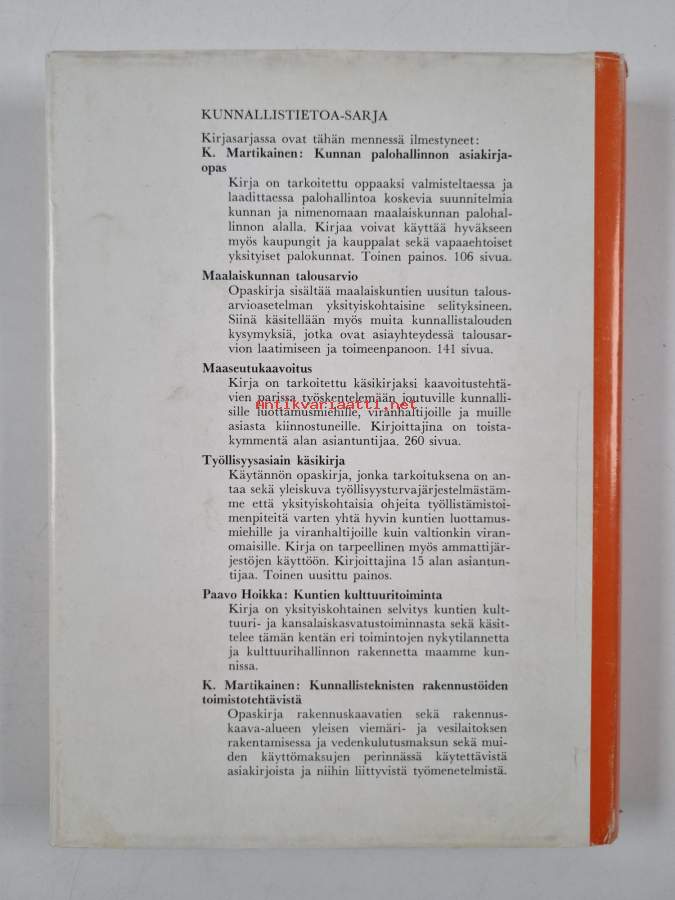 KUNNALLISTIETOA-SARJA
Kirjasarjassa ovat tähän mennessä ilmestyneet:
K. Martikainen: Kunnan palohallinnon asiakirja-
opas
Kirja on tarkoitettu oppaaksi valmisteltaessa ja
laadittaessa palohallintoa koskevia suunnitelmia
kunnan ja nimenomaan maalaiskunnan palohal-
linnon alalla. Kirjaa voivat käyttää hyväkseen
myös kaupungit ja kauppalat sekä vapaaehtoiset
yksityiset palokunnat. Toinen painos. 106 sivua.
Maalaiskunnan talousarvio
Opaskirja sisältää maalaiskuntien uusitun talous-
arvioasetelman yksityiskohtaisine selityksineen.
Siinä käsitellään myös muita kunnallistalouden
kysymyksiä, jotka ovat asiayhteydessä talousar-
vion laatimiseen ja toimeenpanoon. 141 sivua.
Maaseutukaavoitus
Kirja on tarkoitettu käsikirjaksi kaavoitustehtä-
vien parissa työskentelemään joutuville kunnalli-
Antikvariaatti.net
sille luottamusmiehille, viranhaltijoille ja muille
asiasta kiinnostuneille. Kirjoittajina on toista-
kymmentä alan asiantuntijaa. 260 sivua.
Työllisyysasiain käsikirja
Käytännön opaskirja, jonka tarkoituksena on an-
taa sekä yleiskuva työllisyysturvajärjestelmästäm-
me että yksityiskohtaisia ohjeita työllistämistoi-
menpiteitä varten yhtä hyvin kuntien luottamus-
miehille ja viranhaltijoille kuin valtionkin viran-
omaisille. Kirja on tarpeellinen myös ammattijär-
jestöjen käyttöön. Kirjoittajina 15 alan asiantun-
tijaa. Toinen uusittu painos.
Paavo Hoikka: Kuntien kulttuuritoiminta
Kirja on yksityiskohtainen selvitys kuntien kult-
tuuri- ja kansalaiskasvatustoiminnasta sekä käsit-
telee tämän kentän eri toimintojen nykytilannetta
ja kulttuurihallinnon rakennetta maamme kun-
nissa.
K. Martikainen: Kunnallisteknisten rakennustöiden
toimistotehtävistä
Opaskirja rakennuskaavatien sekä rakennus-
kaava-alueen yleisen viemäri- ja vesilaitoksen
rakentamisessa ja vedenkulutusmaksun sekä mui-
den käyttömaksujen perinnässä käytettävistä
asiakirjoista ja niihin liittyvistä työmenetelmistä.